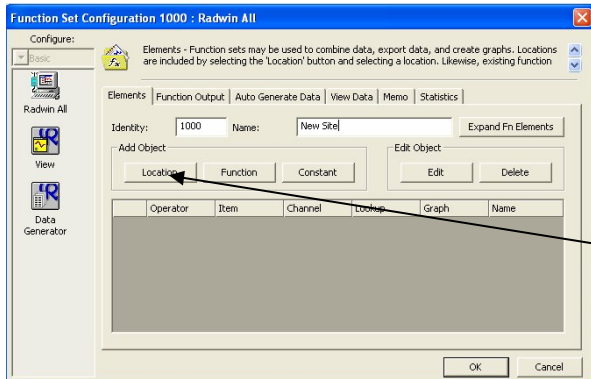 Function Set Configuration 1000 : Radwin All
Configure:
Basic
Radwin All
View
Data
Generator
Elements - Function sets may be used to combine data, export data, and create graphs. Locations
are included by selecting the 'Location' button and selecting a location. Likewise, existing function
Elements Function Output Auto Generate Data View Data Memo Statistics
Identity: 1000 Name: New Site Expand Fn Elements
Add Object Edit Object
Location Function Constant Edit Delete
Operator Item Channel Lookup Graph Name
OK Cancel